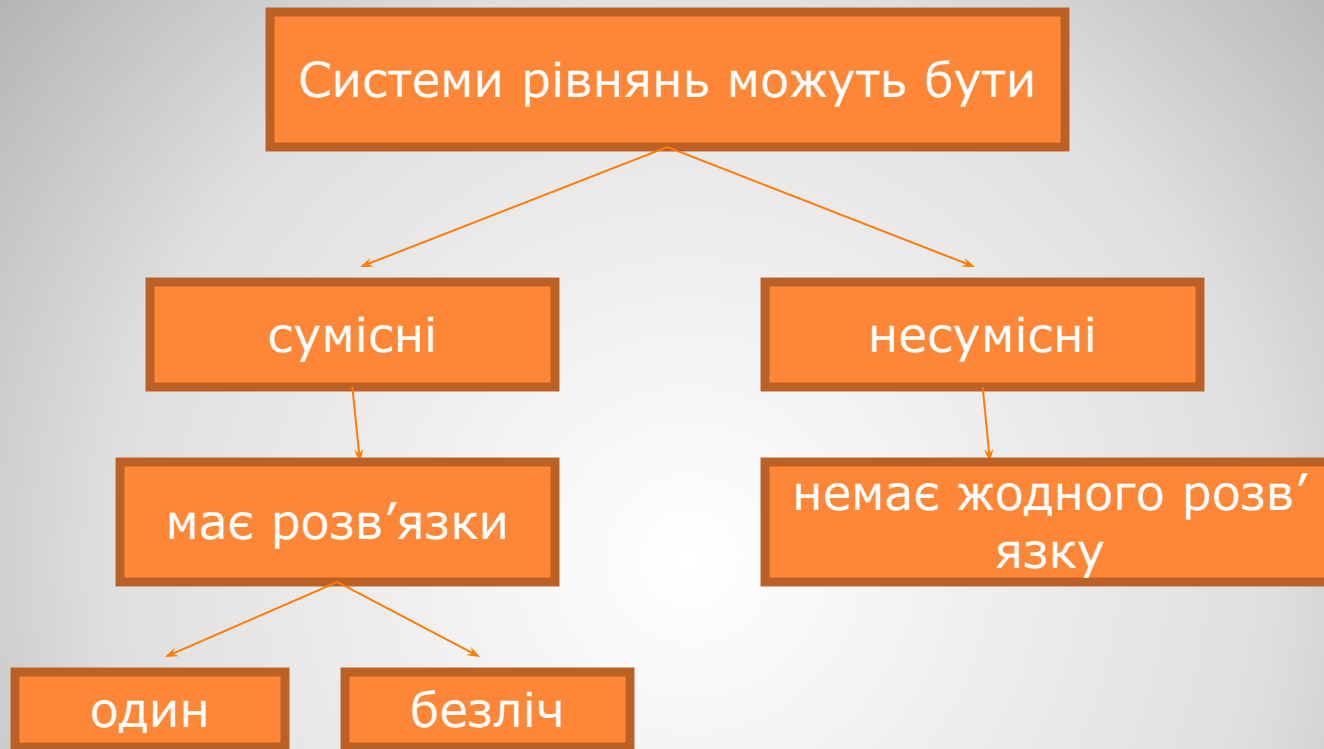 Системи рівнянь можуть бути
сумісні
несумісні
має розв’язки
немає жодного розв’
язку
один
безліч